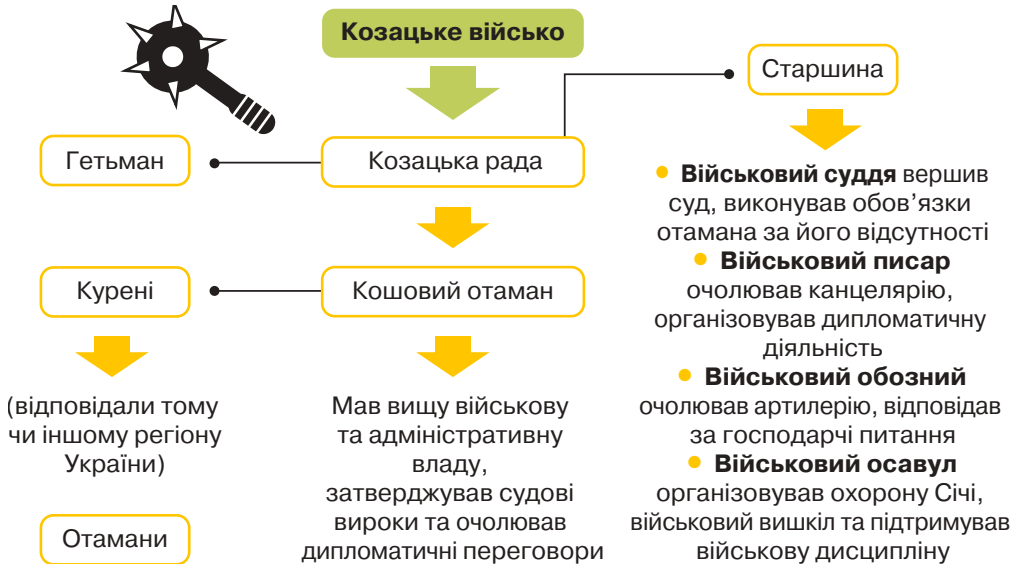 Козацьке військо
Старшина
Гетьман
Козацька рада
• Військовий суддя вершив
суд, виконував обов’язки
отамана за його відсутності
• Військовий писар
очолював канцелярію,
організовував дипломатичну
діяльність
• Військовий обозний
очолював артилерію, відповідав
за господарчі питання
• Військовий осавул
організовував охорону Січі,
військовий вишкіл та підтримував
військову дисципліну
Курені
Кошовий отаман
(відповідали тому
чи іншому регіону
України)
Отамани
Мав вищу військову
та адміністративну
владу,
затверджував судові
вироки та очолював
дипломатичні переговори